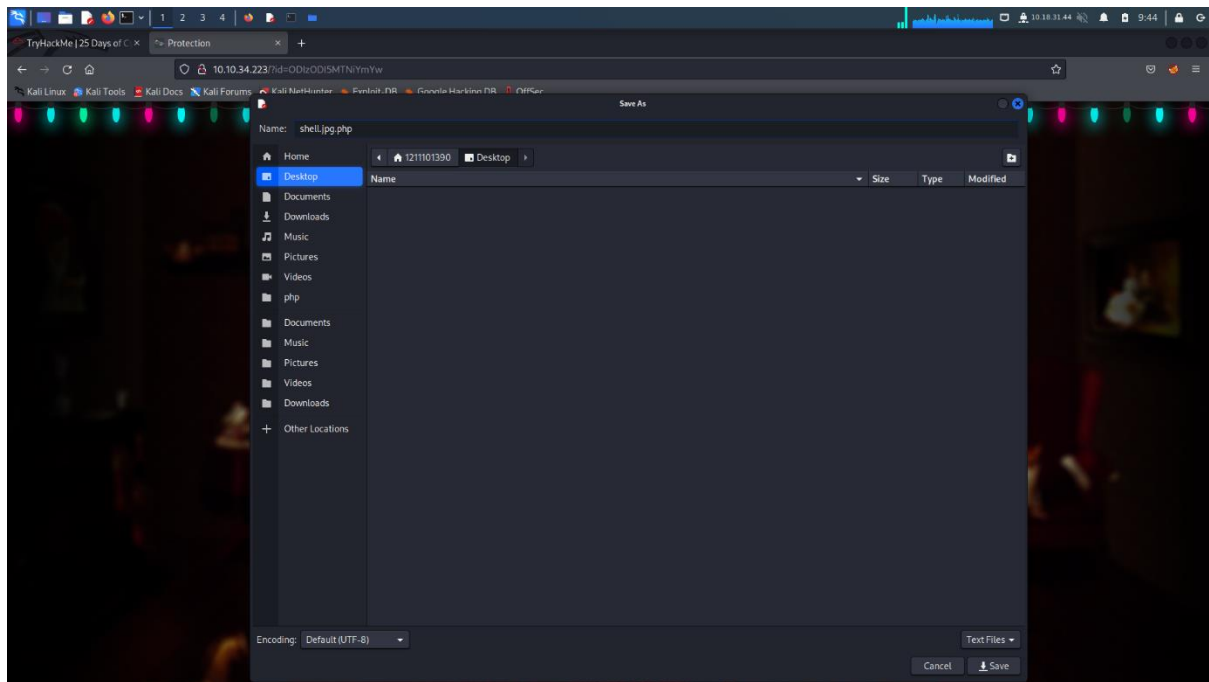 1 2 3 4
10.18.31.44
9:44
TryHackMe | 25 Days of C
Protection
10.10.34.223/?id=ODIzODI5MTNiYmYw
Kali Linux Kali Tools Kali Docs Kali Forums Kali NetHunter Exploit-DB Google Hacking DB OffSec
Save As
Name: shell.jpg.php
Home
1211101390 Desktop
Desktop
Name Size Type Modified
Documents
Downloads
Music
Pictures
Videos
php
Documents
Music
Pictures
Videos
Downloads
Other Locations
Encoding: Default (UTF-8)
Text Files
Cancel Save